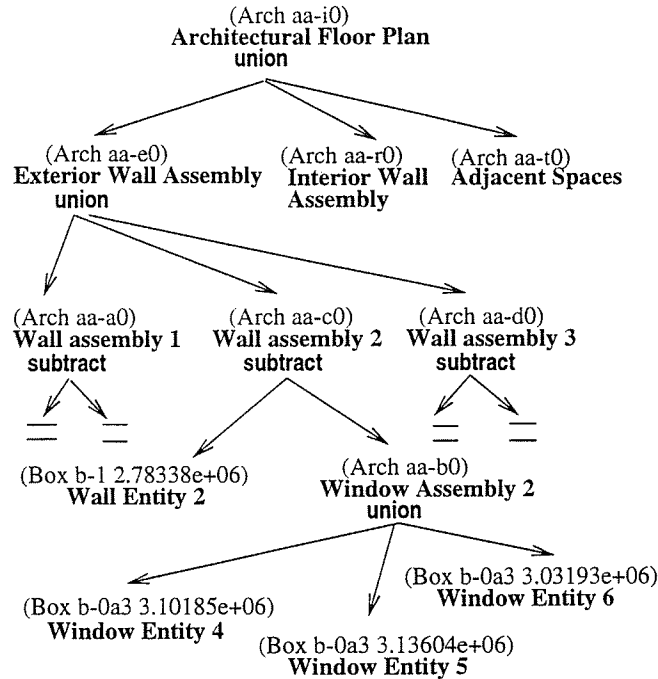 (Arch aa-i0)
Architectural Floor Plan
union
(Arch aa-e0)
Exterior Wall Assembly
union
(Arch aa-r0)
Interior Wall
Assembly
(Arch aa-t0)
Adjacent Spaces
(Arch aa-a0)
Wall assembly 1
subtract
(Arch aa-c0)
Wall assembly 2
subtract
(Arch aa-d0)
Wall assembly 3
subtract
(Box b-1 2.78338e+06)
Wall Entity 2
(Arch aa-b0)
Window Assembly 2
union
(Box b-0a3 3.10185e+06)
Window Entity 4
(Box b-0a3 3.13604e+06)
Window Entity 5
(Box b-0a3 3.03193e+06)
Window Entity 6